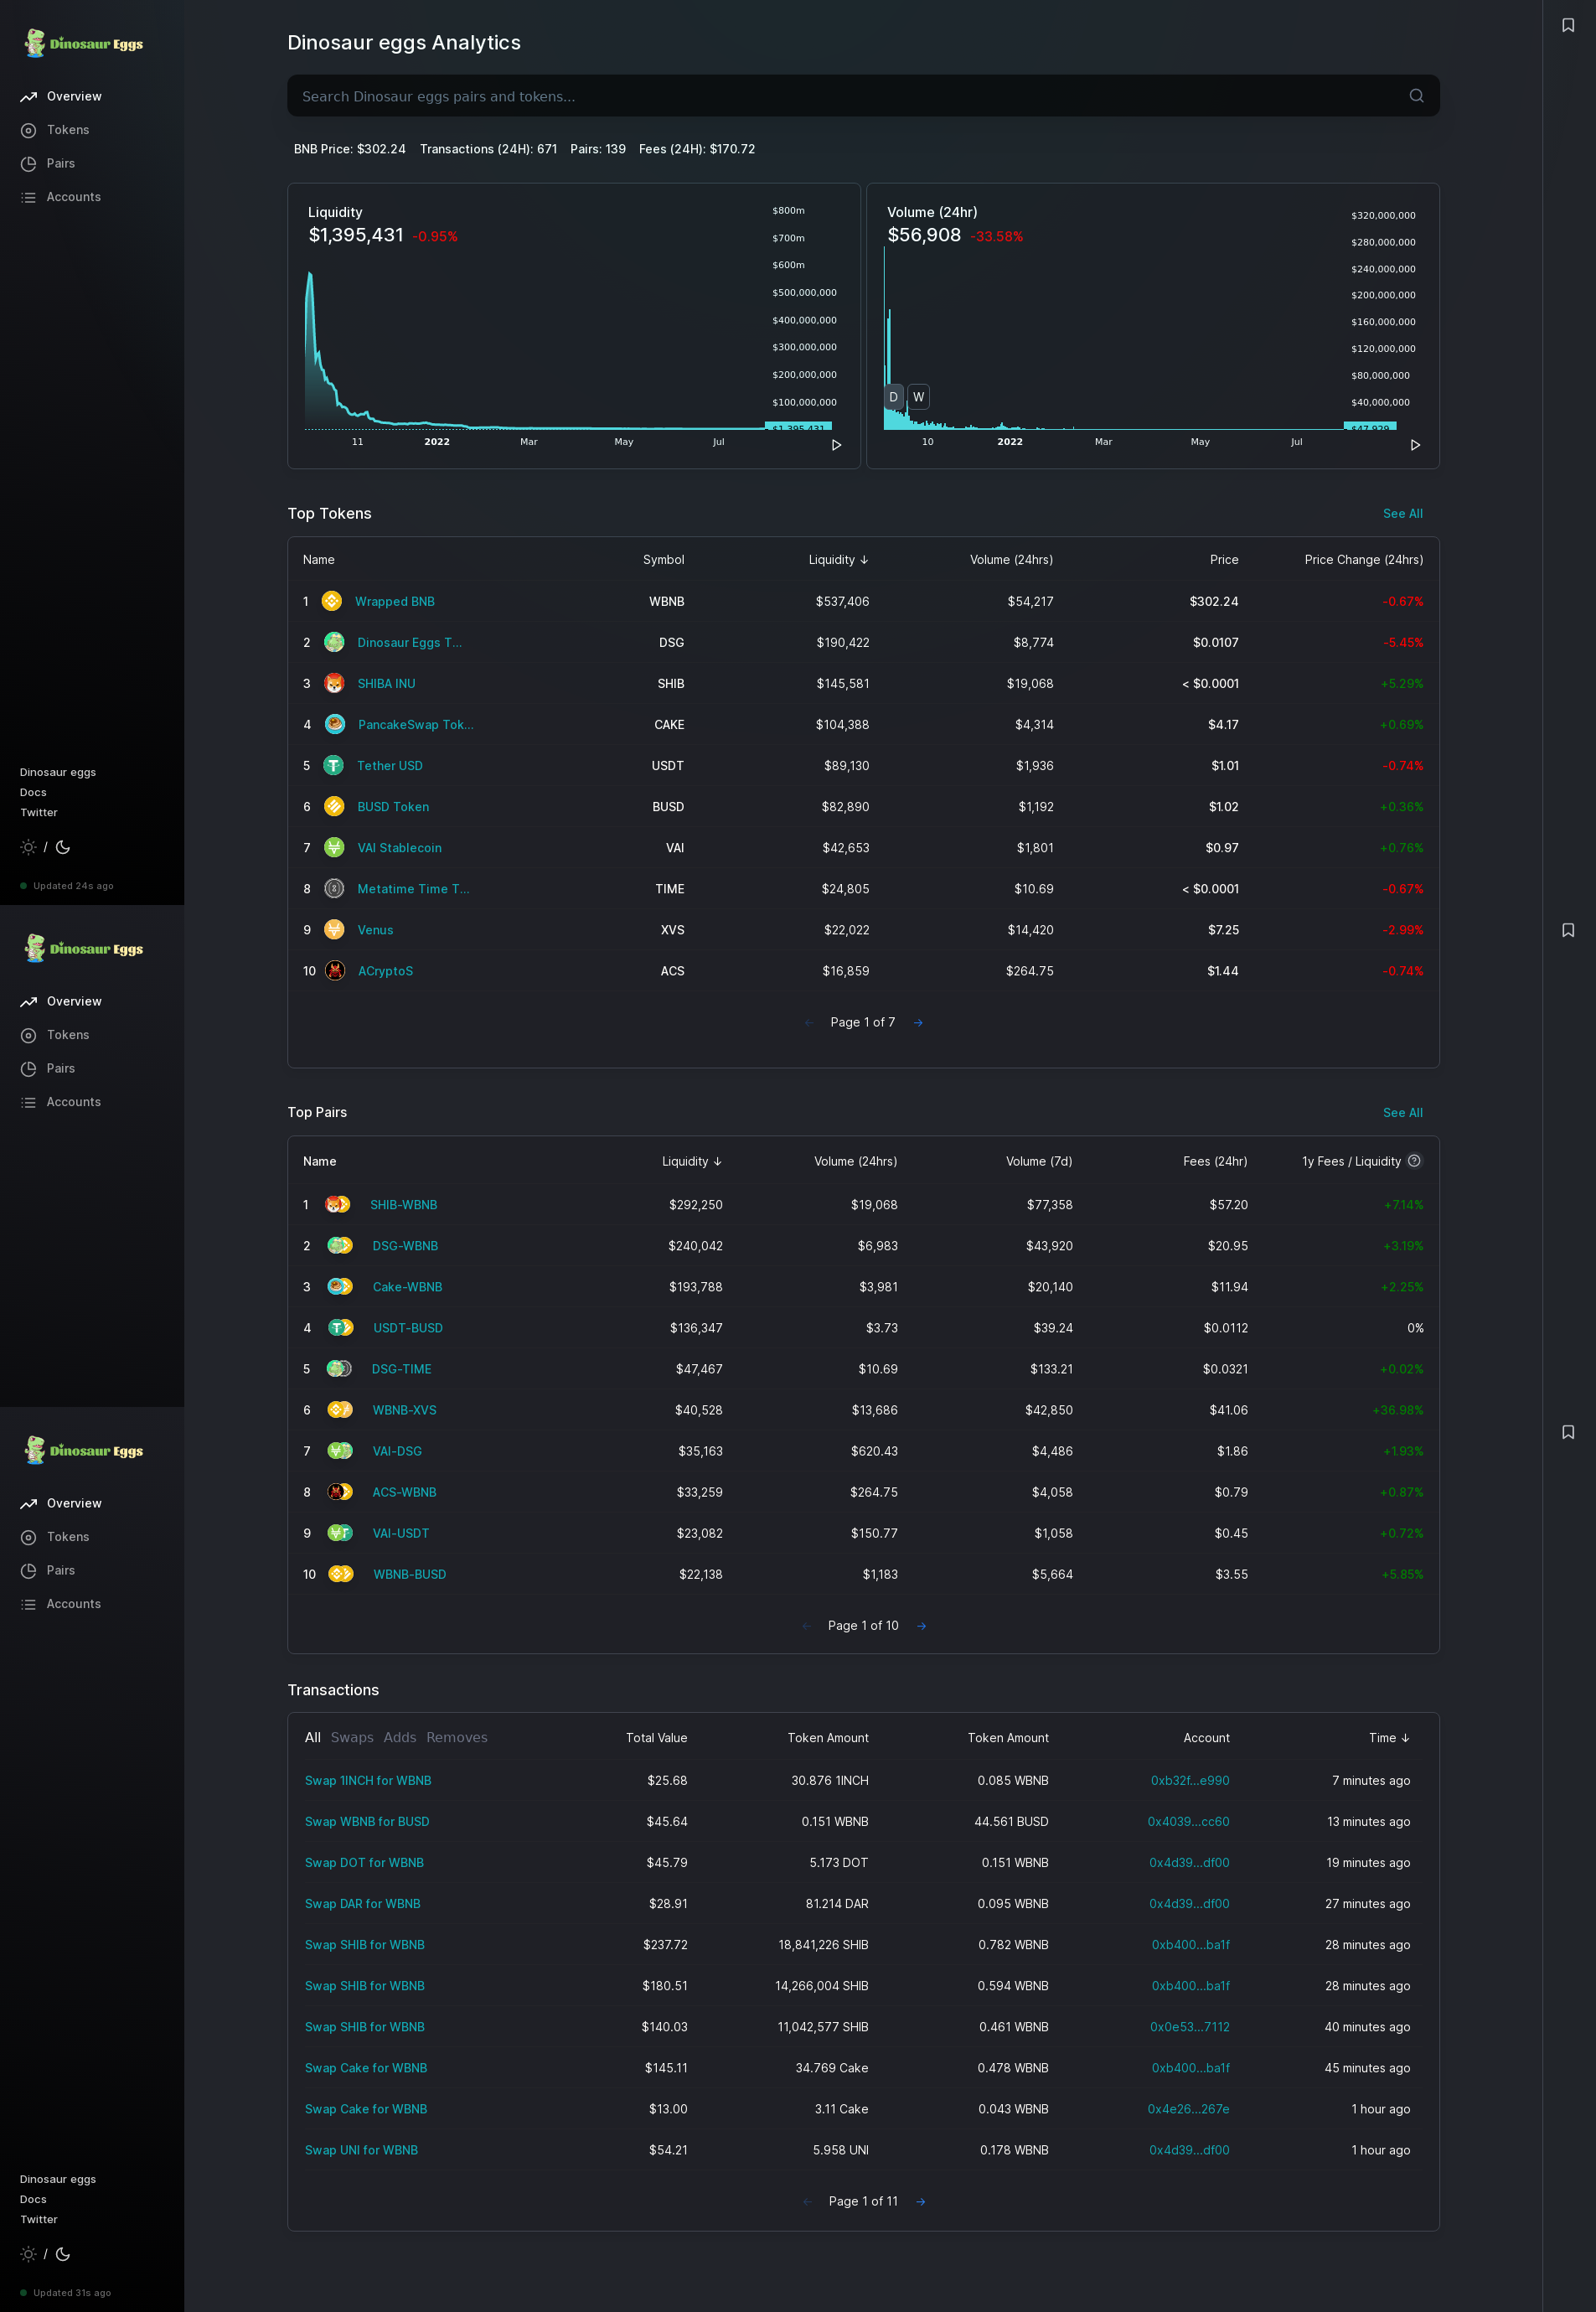 Dinosaur Eggs
Overview
Tokens
Pairs
Accounts
Dinosaur eggs
Docs
Twitter
/
Updated 24s ago
Dinosaur Eggs
Overview
Tokens
Pairs
Accounts
Dinosaur Eggs
Overview
Tokens
Pairs
Accounts
Dinosaur eggs
Docs
Twitter
/
Updated 31s ago
Dinosaur eggs Analytics
Search Dinosaur eggs pairs and tokens...
BNB Price: $302.24 Transactions (24H): 671 Pairs: 139 Fees (24H): $170.72
Liquidity
$1,395,431 -0.95%
$800m
$700m
$600m
$500,000,000
$400,000,000
$300,000,000
$200,000,000
$100,000,000
$1,395,431
11 2022 Mar May Jul
Volume (24hr)
$56,908 -33.58%
$320,000,000
$280,000,000
$240,000,000
$200,000,000
$160,000,000
$120,000,000
$80,000,000
$40,000,000
$47,929
D W
10 2022 Mar May Jul
Top Tokens See All
Name Symbol Liquidity ↓ Volume (24hrs) Price Price Change (24hrs)
1 Wrapped BNB WBNB $537,406 $54,217 $302.24 -0.67%
2 Dinosaur Eggs T... DSG $190,422 $8,774 $0.0107 -5.45%
3 SHIBA INU SHIB $145,581 $19,068 < $0.0001 +5.29%
4 PancakeSwap Tok... CAKE $104,388 $4,314 $4.17 +0.69%
5 Tether USD USDT $89,130 $1,936 $1.01 -0.74%
6 BUSD Token BUSD $82,890 $1,192 $1.02 +0.36%
7 VAI Stablecoin VAI $42,653 $1,801 $0.97 +0.76%
8 Metatime Time T... TIME $24,805 $10.69 < $0.0001 -0.67%
9 Venus XVS $22,022 $14,420 $7.25 -2.99%
10 ACryptoS ACS $16,859 $264.75 $1.44 -0.74%
← Page 1 of 7 →
Top Pairs See All
Name Liquidity ↓ Volume (24hrs) Volume (7d) Fees (24hr) 1y Fees / Liquidity ?
1 SHIB-WBNB $292,250 $19,068 $77,358 $57.20 +7.14%
2 DSG-WBNB $240,042 $6,983 $43,920 $20.95 +3.19%
3 Cake-WBNB $193,788 $3,981 $20,140 $11.94 +2.25%
4 USDT-BUSD $136,347 $3.73 $39.24 $0.0112 0%
5 DSG-TIME $47,467 $10.69 $133.21 $0.0321 +0.02%
6 WBNB-XVS $40,528 $13,686 $42,850 $41.06 +36.98%
7 VAI-DSG $35,163 $620.43 $4,486 $1.86 +1.93%
8 ACS-WBNB $33,259 $264.75 $4,058 $0.79 +0.87%
9 VAI-USDT $23,082 $150.77 $1,058 $0.45 +0.72%
10 WBNB-BUSD $22,138 $1,183 $5,664 $3.55 +5.85%
← Page 1 of 10 →
Transactions
All Swaps Adds Removes Total Value Token Amount Token Amount Account Time ↓
Swap 1INCH for WBNB $25.68 30.876 1INCH 0.085 WBNB 0xb32f...e990 7 minutes ago
Swap WBNB for BUSD $45.64 0.151 WBNB 44.561 BUSD 0x4039...cc60 13 minutes ago
Swap DOT for WBNB $45.79 5.173 DOT 0.151 WBNB 0x4d39...df00 19 minutes ago
Swap DAR for WBNB $28.91 81.214 DAR 0.095 WBNB 0x4d39...df00 27 minutes ago
Swap SHIB for WBNB $237.72 18,841,226 SHIB 0.782 WBNB 0xb400...ba1f 28 minutes ago
Swap SHIB for WBNB $180.51 14,266,004 SHIB 0.594 WBNB 0xb400...ba1f 28 minutes ago
Swap SHIB for WBNB $140.03 11,042,577 SHIB 0.461 WBNB 0x0e53...7112 40 minutes ago
Swap Cake for WBNB $145.11 34.769 Cake 0.478 WBNB 0xb400...ba1f 45 minutes ago
Swap Cake for WBNB $13.00 3.11 Cake 0.043 WBNB 0x4e26...267e 1 hour ago
Swap UNI for WBNB $54.21 5.958 UNI 0.178 WBNB 0x4d39...df00 1 hour ago
← Page 1 of 11 →